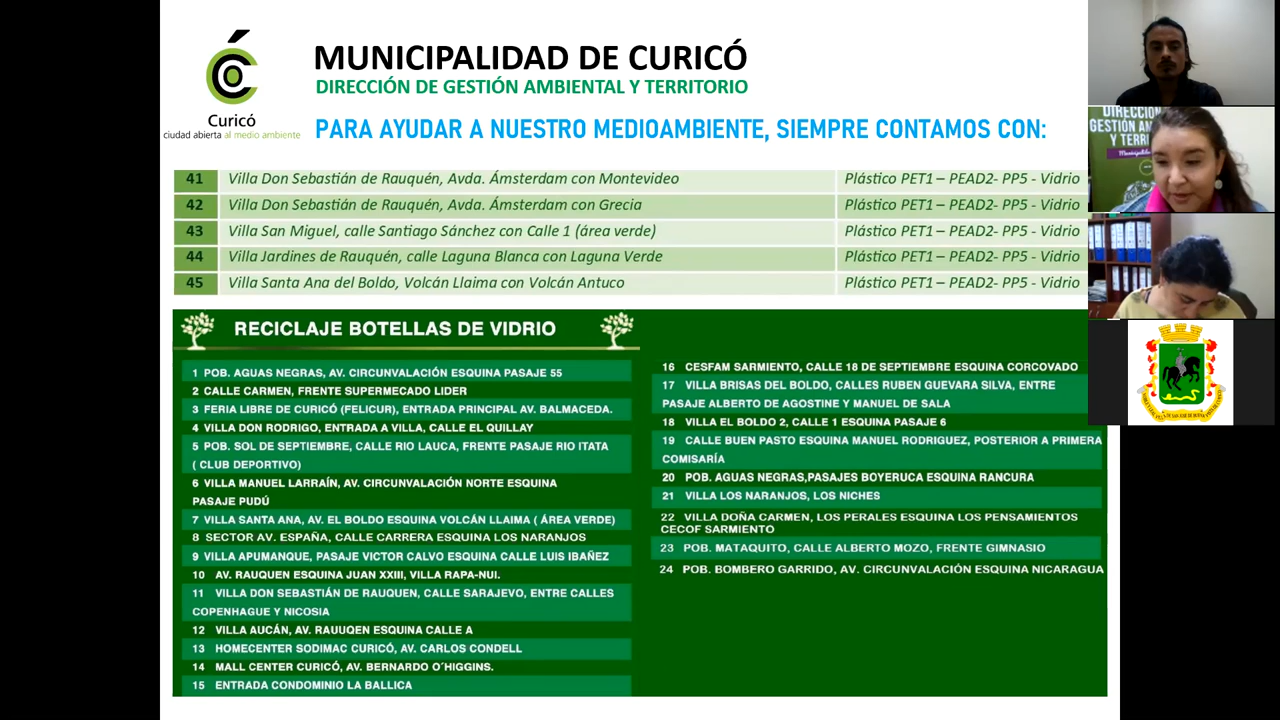 MUNICIPALIDAD DE CURICÓ
DIRECCIÓN DE GESTIÓN AMBIENTAL Y TERRITORIO
Curicó
ciudad abierta al medio ambiente
PARA AYUDAR A NUESTRO MEDIOAMBIENTE, SIEMPRE CONTAMOS CON:
41 Villa Don Sebastián de Rauquén, Avda. Ámsterdam con Montevideo Plástico PET1 – PEAD2- PP5 - Vidrio
42 Villa Don Sebastián de Rauquén, Avda. Ámsterdam con Grecia Plástico PET1 – PEAD2- PP5 - Vidrio
43 Villa San Miguel, calle Santiago Sánchez con Calle 1 (área verde) Plástico PET1 – PEAD2- PP5 - Vidrio
44 Villa Jardines de Rauquén, calle Laguna Blanca con Laguna Verde Plástico PET1 – PEAD2- PP5 - Vidrio
45 Villa Santa Ana del Boldo, Volcán Llaima con Volcán Antuco Plástico PET1 – PEAD2- PP5 - Vidrio
RECICLAJE BOTELLAS DE VIDRIO
1 POB. AGUAS NEGRAS, AV. CIRCUNVALACIÓN ESQUINA PASAJE 55
2 CALLE CARMEN, FRENTE SUPERMECADO LIDER
3 FERIA LIBRE DE CURICÓ (FELICUR), ENTRADA PRINCIPAL AV. BALMACEDA.
4 VILLA DON RODRIGO, ENTRADA A VILLA, CALLE EL QUILLAY
5 POB. SOL DE SEPTIEMBRE, CALLE RIO LAUCA, FRENTE PASAJE RIO ITATA
( CLUB DEPORTIVO)
6 VILLA MANUEL LARRAÍN, AV. CIRCUNVALACIÓN NORTE ESQUINA
PASAJE PUDÚ
7 VILLA SANTA ANA, AV. EL BOLDO ESQUINA VOLCÁN LLAIMA ( ÁREA VERDE)
8 SECTOR AV. ESPAÑA, CALLE CARRERA ESQUINA LOS NARANJOS
9 VILLA APUMANQUE, PASAJE VICTOR CALVO ESQUINA CALLE LUIS IBAÑEZ
10 AV. RAUQUEN ESQUINA JUAN XXIII, VILLA RAPA-NUI.
11 VILLA DON SEBASTIÁN DE RAUQUEN, CALLE SARAJEVO, ENTRE CALLES
COPENHAGUE Y NICOSIA
12 VILLA AUCÁN, AV. RAUUQEN ESQUINA CALLE A
13 HOMECENTER SODIMAC CURICÓ, AV. CARLOS CONDELL
14 MALL CENTER CURICÓ, AV. BERNARDO O´HIGGINS.
15 ENTRADA CONDOMINIO LA BALLICA
16 CESFAM SARMIENTO, CALLE 18 DE SEPTIEMBRE ESQUINA CORCOVADO
17 VILLA BRISAS DEL BOLDO, CALLES RUBEN GUEVARA SILVA, ENTRE
PASAJE ALBERTO DE AGOSTINE Y MANUEL DE SALA
18 VILLA EL BOLDO 2, CALLE 1 ESQUINA PASAJE 6
19 CALLE BUEN PASTO ESQUINA MANUEL RODRIGUEZ, POSTERIOR A PRIMERA
COMISARÍA
20 POB. AGUAS NEGRAS,PASAJES BOYERUCA ESQUINA RANCURA
21 VILLA LOS NARANJOS, LOS NICHES
22 VILLA DOÑA CARMEN, LOS PERALES ESQUINA LOS PENSAMIENTOS
CECOF SARMIENTO
23 POB. MATAQUITO, CALLE ALBERTO MOZO, FRENTE GIMNASIO
24 POB. BOMBERO GARRIDO, AV. CIRCUNVALACIÓN ESQUINA NICARAGUA